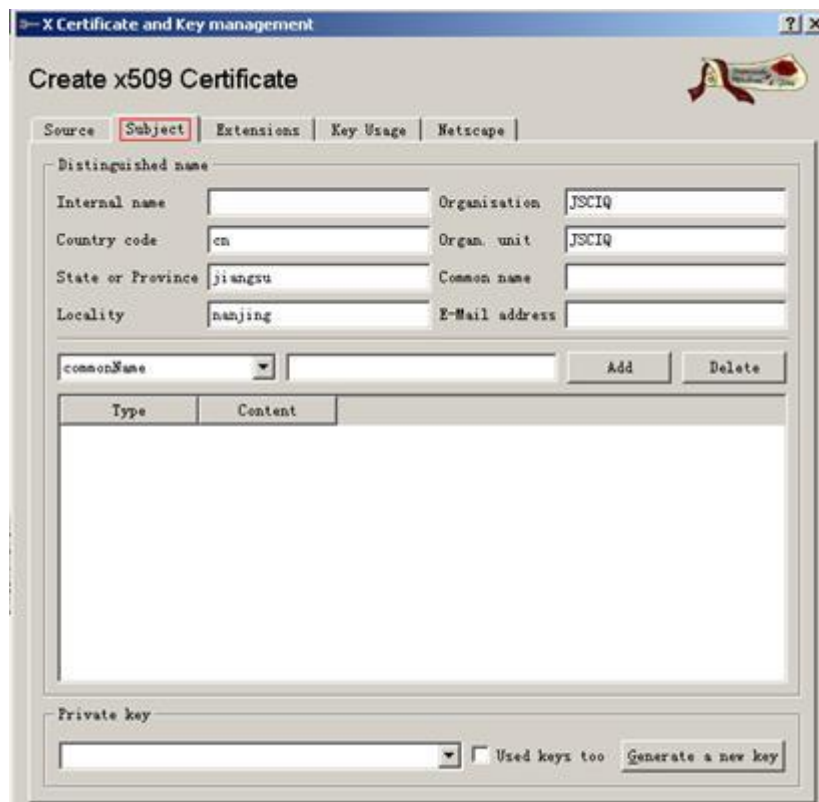 X Certificate and Key management
Create x509 Certificate
Source Subject Extensions Key Usage Netscape
Distinguished name
Internal name Organisation JSCIQ
Country code cn Organ. unit JSCIQ
State or Province jiangsu Common name
Locality nanjing E-Mail address
commonName Add Delete
Type Content
Private key
Used keys too Generate a new key